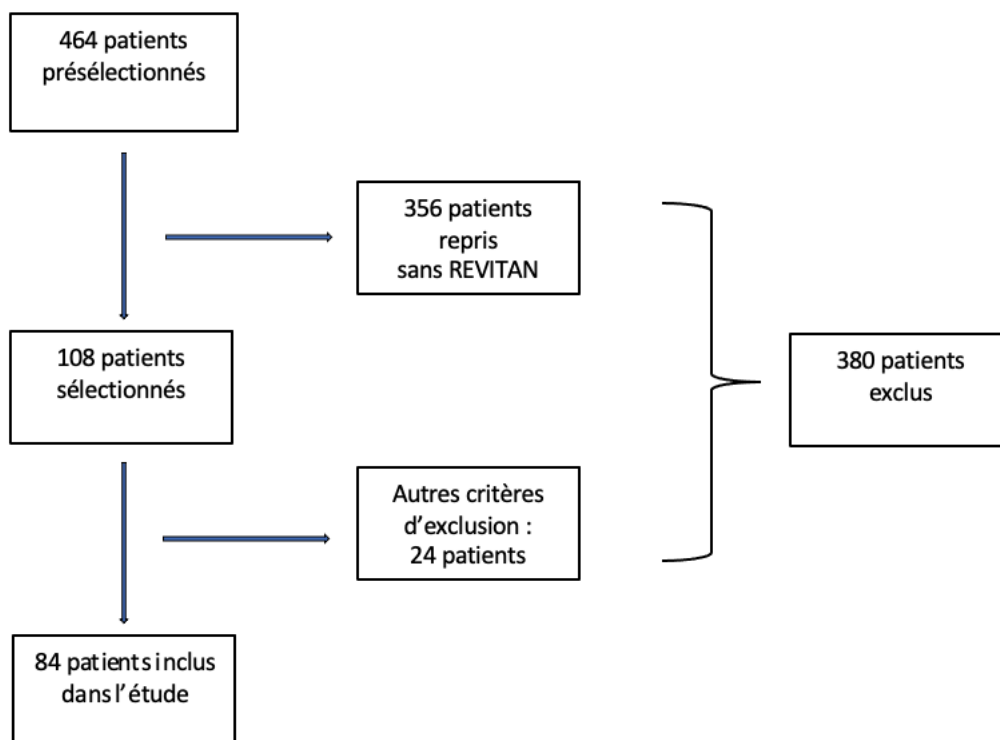 464 patients
présélectionnés
356 patients
repris
sans REVITAN
108 patients
sélectionnés
380 patients
exclus
Autres critères
d’exclusion :
24 patients
84 patients inclus
dans l’étude